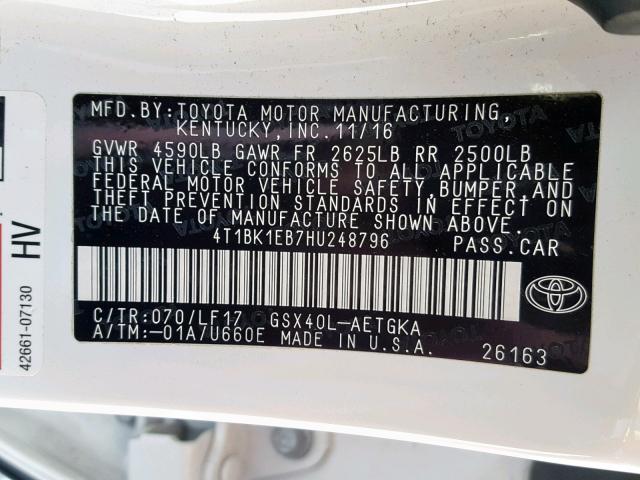 MFD.BY:TOYOTA MOTOR MANUFACTURING,
KENTUCKY,INC.11/16
GVWR 4590LB GAWR FR 2625LB RR 2500LB
THIS VEHICLE CONFORMS TO ALL APPLICABLE
FEDERAL MOTOR VEHICLE SAFETY, BUMPER AND
THEFT PREVENTION STANDARDS IN EFFECT ON
THE DATE OF MANUFACTURE SHOWN ABOVE.
4T1BK1EB7HU248796 PASS.CAR
C/TR:070/LF17 GSX40L-AETGKA
A/TM:-01A/U660E MADE IN U.S.A. 26163
42661-07130 HV